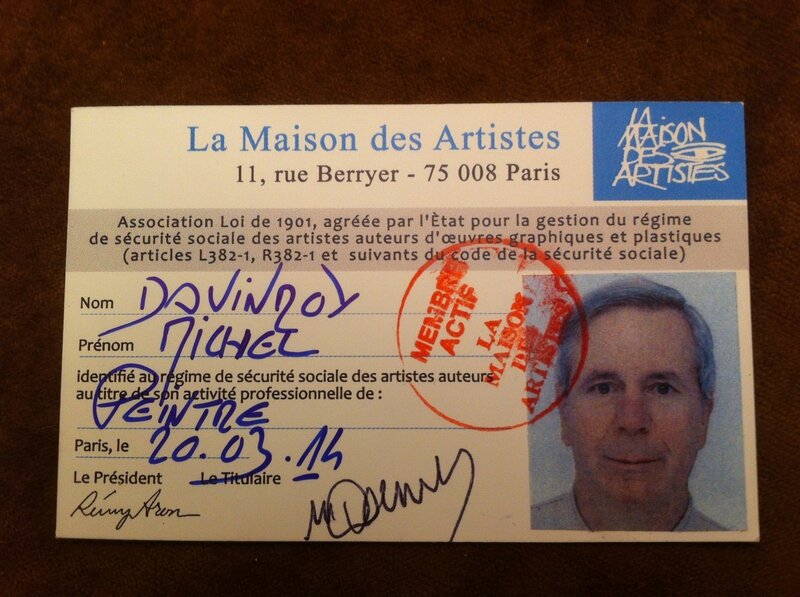 La Maison des Artistes
11, rue Berryer - 75 008 Paris
LA MAISON
DES
ARTISTES
Association Loi de 1901, agréée par l'Ètat pour la gestion du régime
de sécurité sociale des artistes auteurs d'œuvres graphiques et plastiques
(articles L382-1, R382-1 et suivants du code de la sécurité sociale)
Nom DAVINROY
Prénom MICHEL
MEMBRE
ACTIF
LA
MAISON
DES
ARTISTES
identifié au régime de sécurité sociale des artistes auteurs
au titre de son activité professionnelle de :
PEINTRE
Paris, le 20.03.14
Le Président Le Titulaire
Rémy Aron